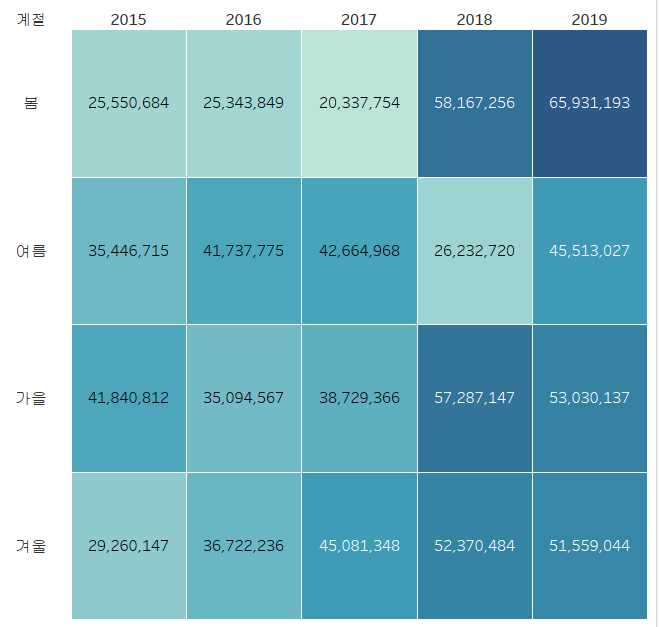 계절 2015 2016 2017 2018 2019
봄 25,550,684 25,343,849 20,337,754 58,167,256 65,931,193
여름 35,446,715 41,737,775 42,664,968 26,232,720 45,513,027
가을 41,840,812 35,094,567 38,729,366 57,287,147 53,030,137
겨울 29,260,147 36,722,236 45,081,348 52,370,484 51,559,044